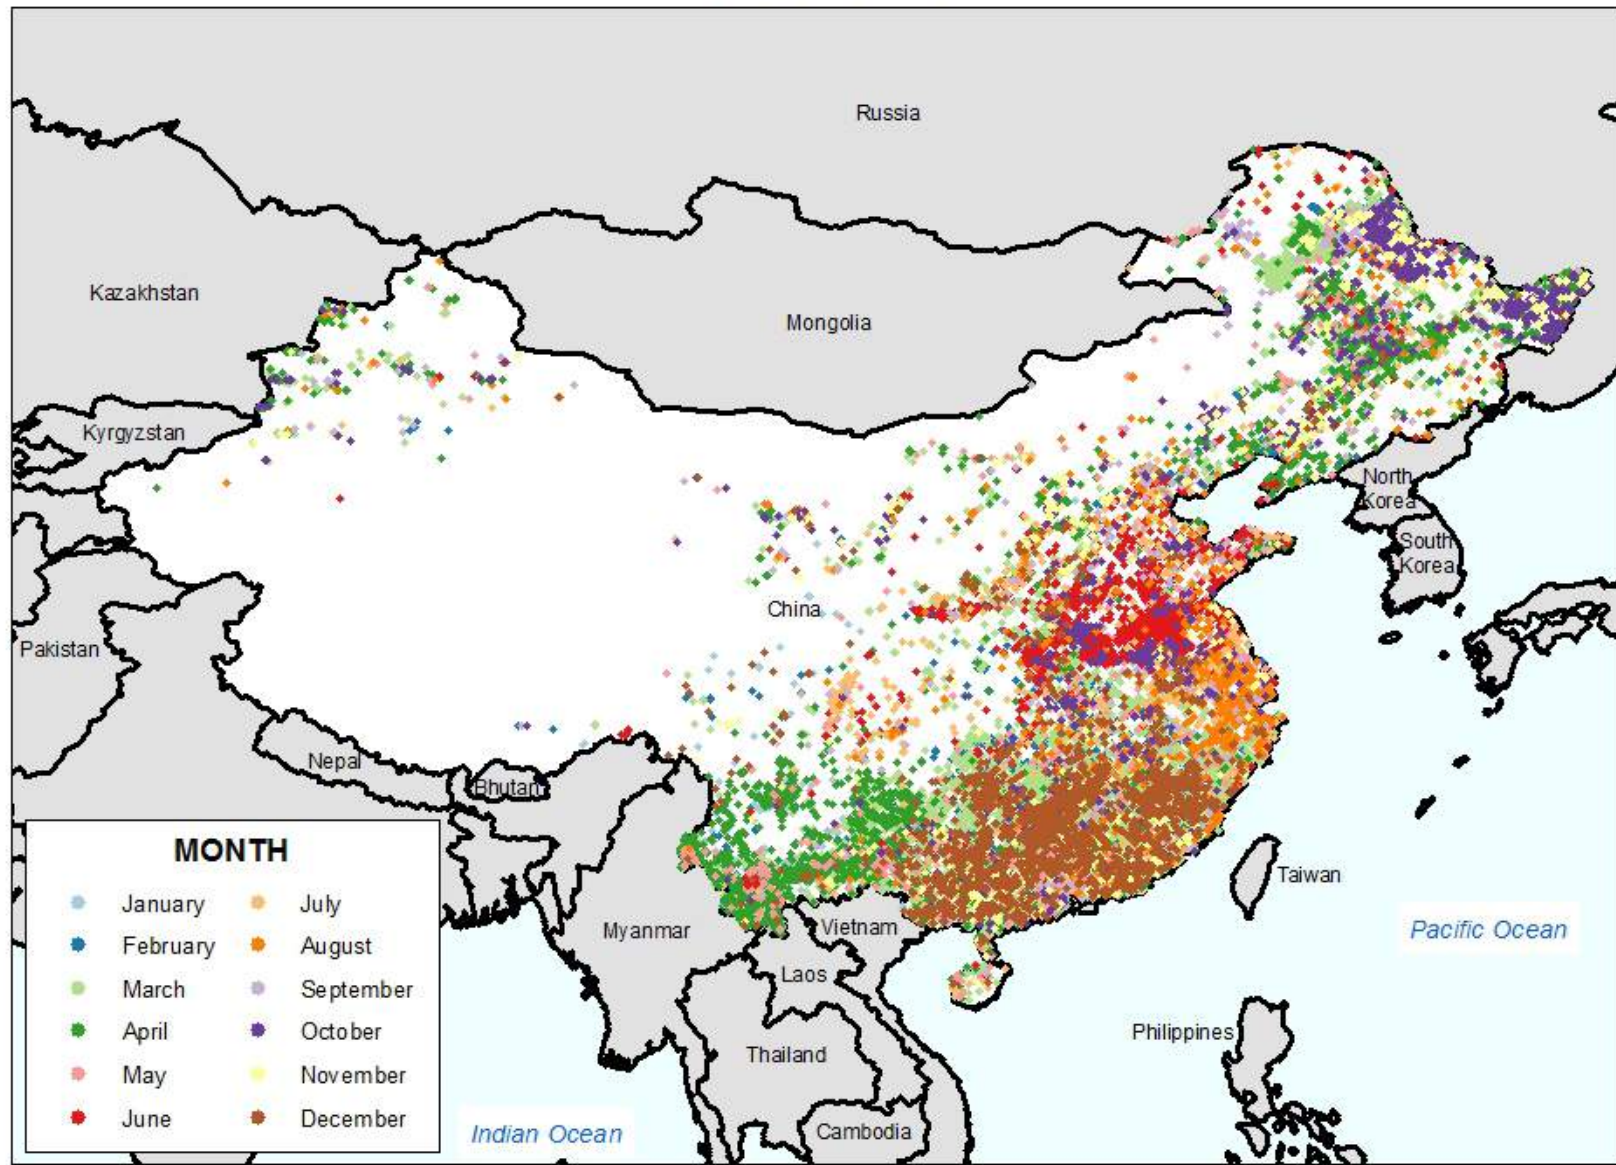 Russia
Kazakhstan
Mongolia
Kyrgyzstan
North
Korea
South
Korea
China
Pakistan
Nepal
Bhutan
MONTH
January
February
March
April
May
June
July
August
September
October
November
December
Taiwan
Myanmar
Vietnam
Pacific Ocean
Laos
Philippines
Thailand
Cambodia
Indian Ocean